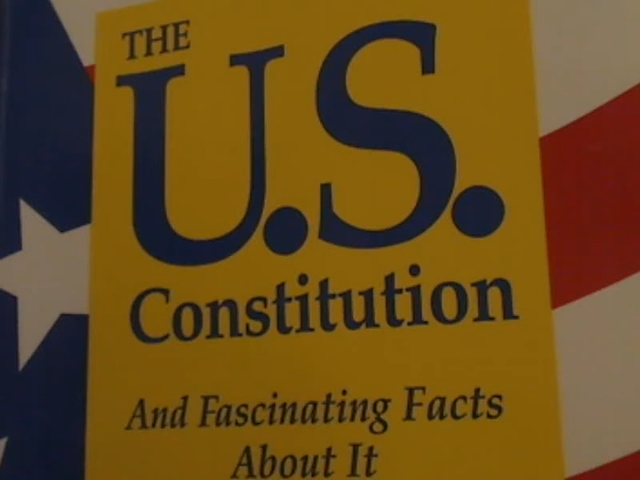 THE
U.S.
Constitution
And Fascinating Facts
About It